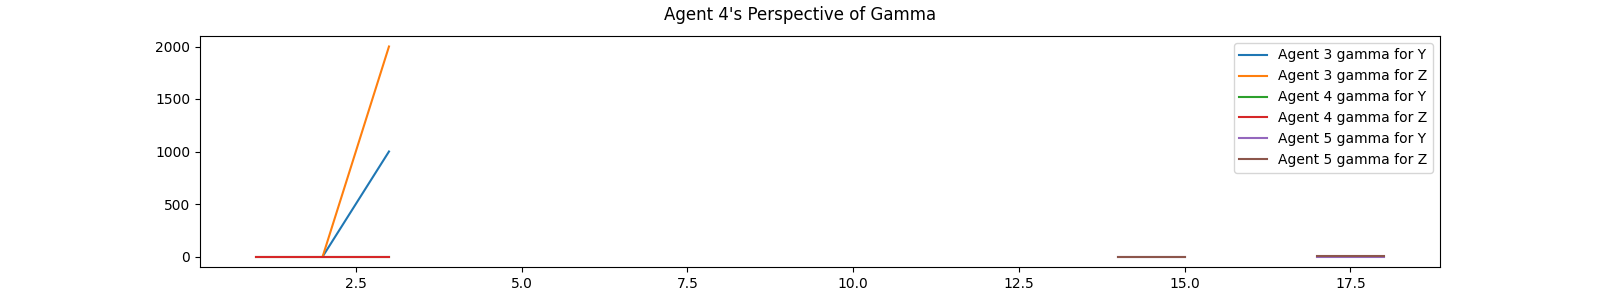 Agent 4's Perspective of Gamma
2000
1500
1000
500
0
Agent 3 gamma for Y
Agent 3 gamma for Z
Agent 4 gamma for Y
Agent 4 gamma for Z
Agent 5 gamma for Y
Agent 5 gamma for Z
2.5 5.0 7.5 10.0 12.5 15.0 17.5